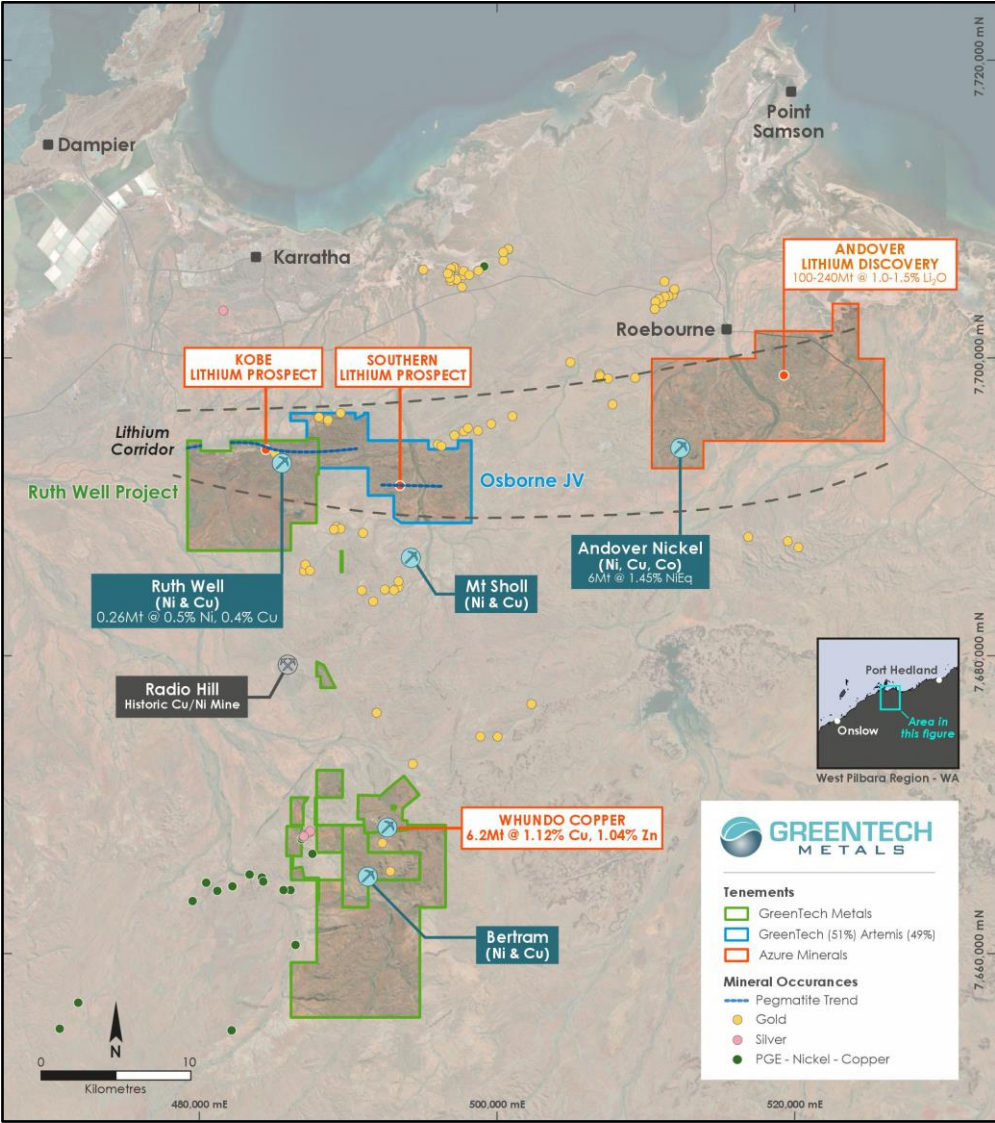 7,720,000 mN
Point
Samson
Dampier
Karratha
ANDOVER
LITHIUM DISCOVERY
100-240Mt @ 1.0-1.5% Li₂O
Roebourne
7,700,000 mN
KOBE
LITHIUM PROSPECT
SOUTHERN
LITHIUM PROSPECT
Lithium
Corridor
Ruth Well Project
Osborne JV
Ruth Well
(Ni & Cu)
0.26Mt @ 0.5% Ni, 0.4% Cu
Mt Sholl
(Ni & Cu)
Andover Nickel
(Ni, Cu, Co)
6Mt @ 1.45% NiEq
7,680,000 mN
Radio Hill
Historic Cu/Ni Mine
Port Hedland
Onslow
Area in
this figure
West Pilbara Region - WA
WHUNDO COPPER
6.2Mt @ 1.12% Cu, 1.04% Zn
Bertram
(Ni & Cu)
7,660,000 mN
GREENTECH
METALS
Tenements
GreenTech Metals
GreenTech (51%) Artemis (49%)
Azure Minerals
Mineral Occurances
Pegmatite Trend
Gold
Silver
PGE - Nickel - Copper
N
0 10
Kilometres
480,000 mE
500,000 mE
520,000 mE